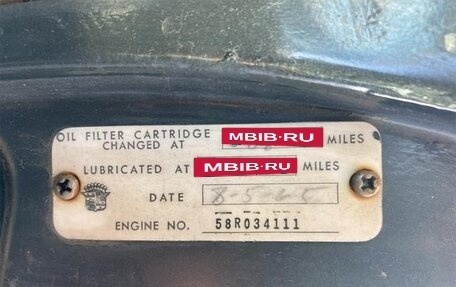 OIL FILTER CARTRIDGE
CHANGED AT MBIB.RU MILES
LUBRICATED AT MBIB.RU MILES
DATE
ENGINE NO. 58R034111